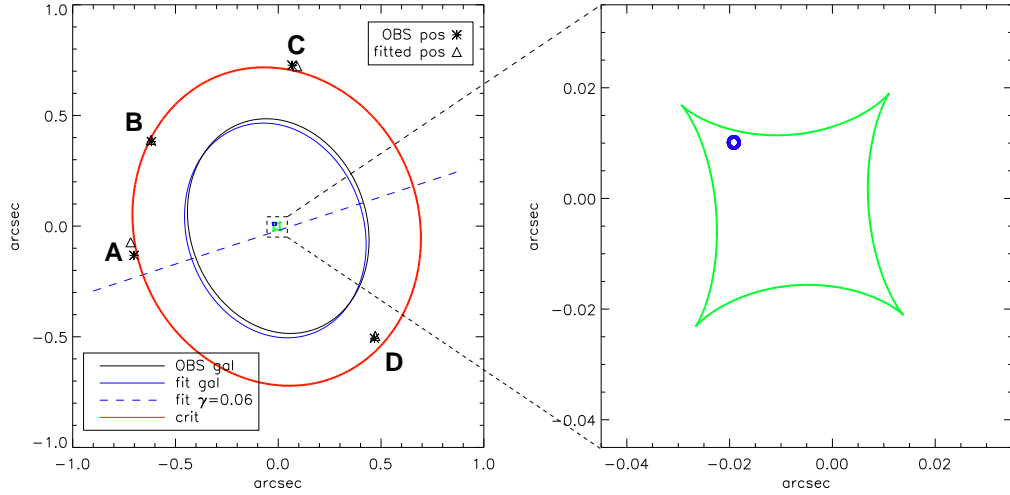 1.0
0.5
0.0
−0.5
−1.0
arcsec
−1.0
−0.5
0.0
0.5
1.0
arcsec
OBS pos
fitted pos
C
B
A
D
OBS gal
fit gal
fit γ=0.06
crit
0.02
0.00
−0.02
−0.04
arcsec
−0.04
−0.02
0.00
0.02
arcsec